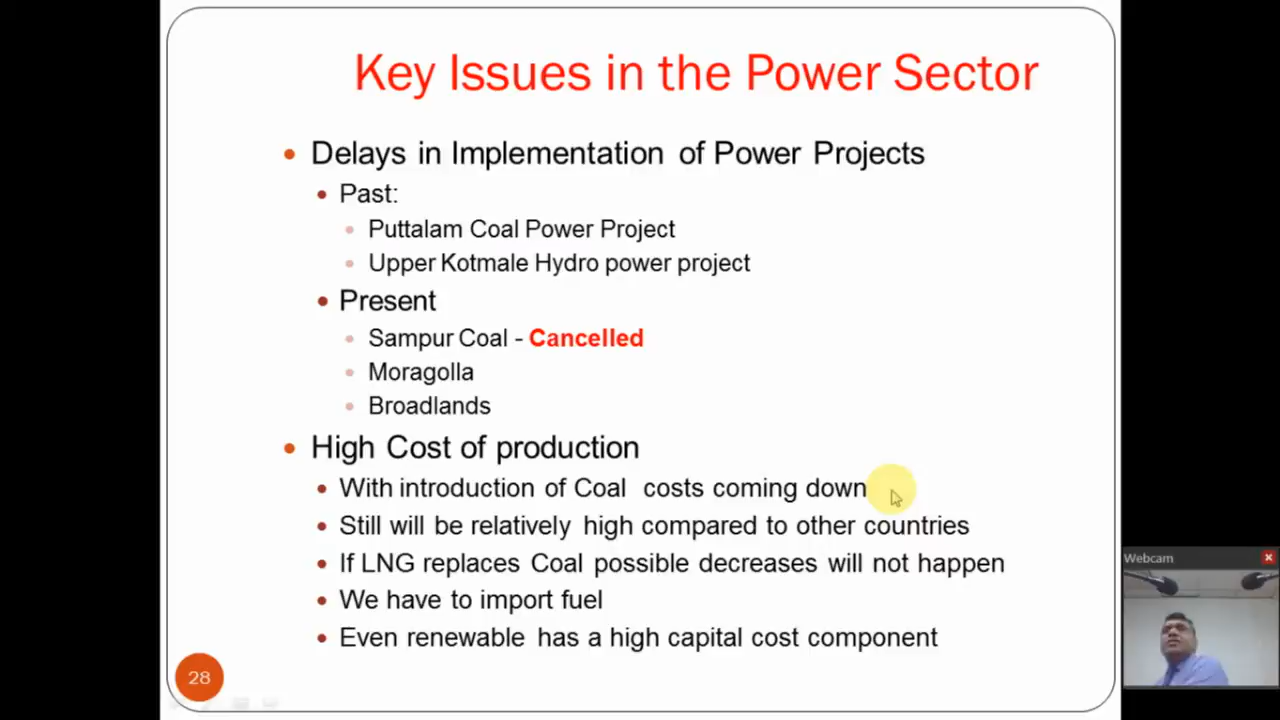 Key Issues in the Power Sector
Delays in Implementation of Power Projects
Past:
Puttalam Coal Power Project
Upper Kotmale Hydro power project
Present
Sampur Coal - Cancelled
Moragolla
Broadlands
High Cost of production
With introduction of Coal costs coming down
Still will be relatively high compared to other countries
If LNG replaces Coal possible decreases will not happen
We have to import fuel
Even renewable has a high capital cost component
28
Webcam